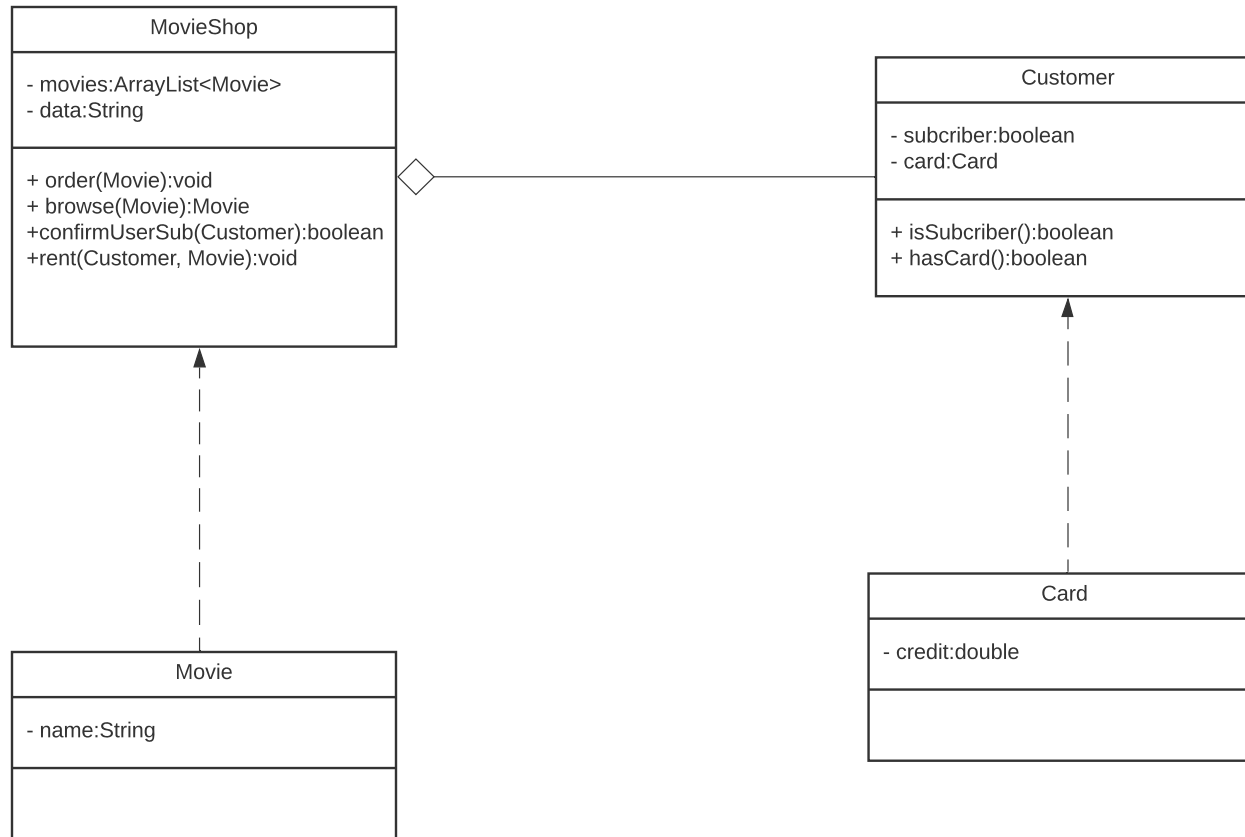 MovieShop
- movies:ArrayList<Movie>
- data:String
+ order(Movie):void
+ browse(Movie):Movie
+confirmUserSub(Customer):boolean
+rent(Customer, Movie):void
Customer
- subcriber:boolean
- card:Card
+ isSubcriber():boolean
+ hasCard():boolean
Movie
- name:String
Card
- credit:double